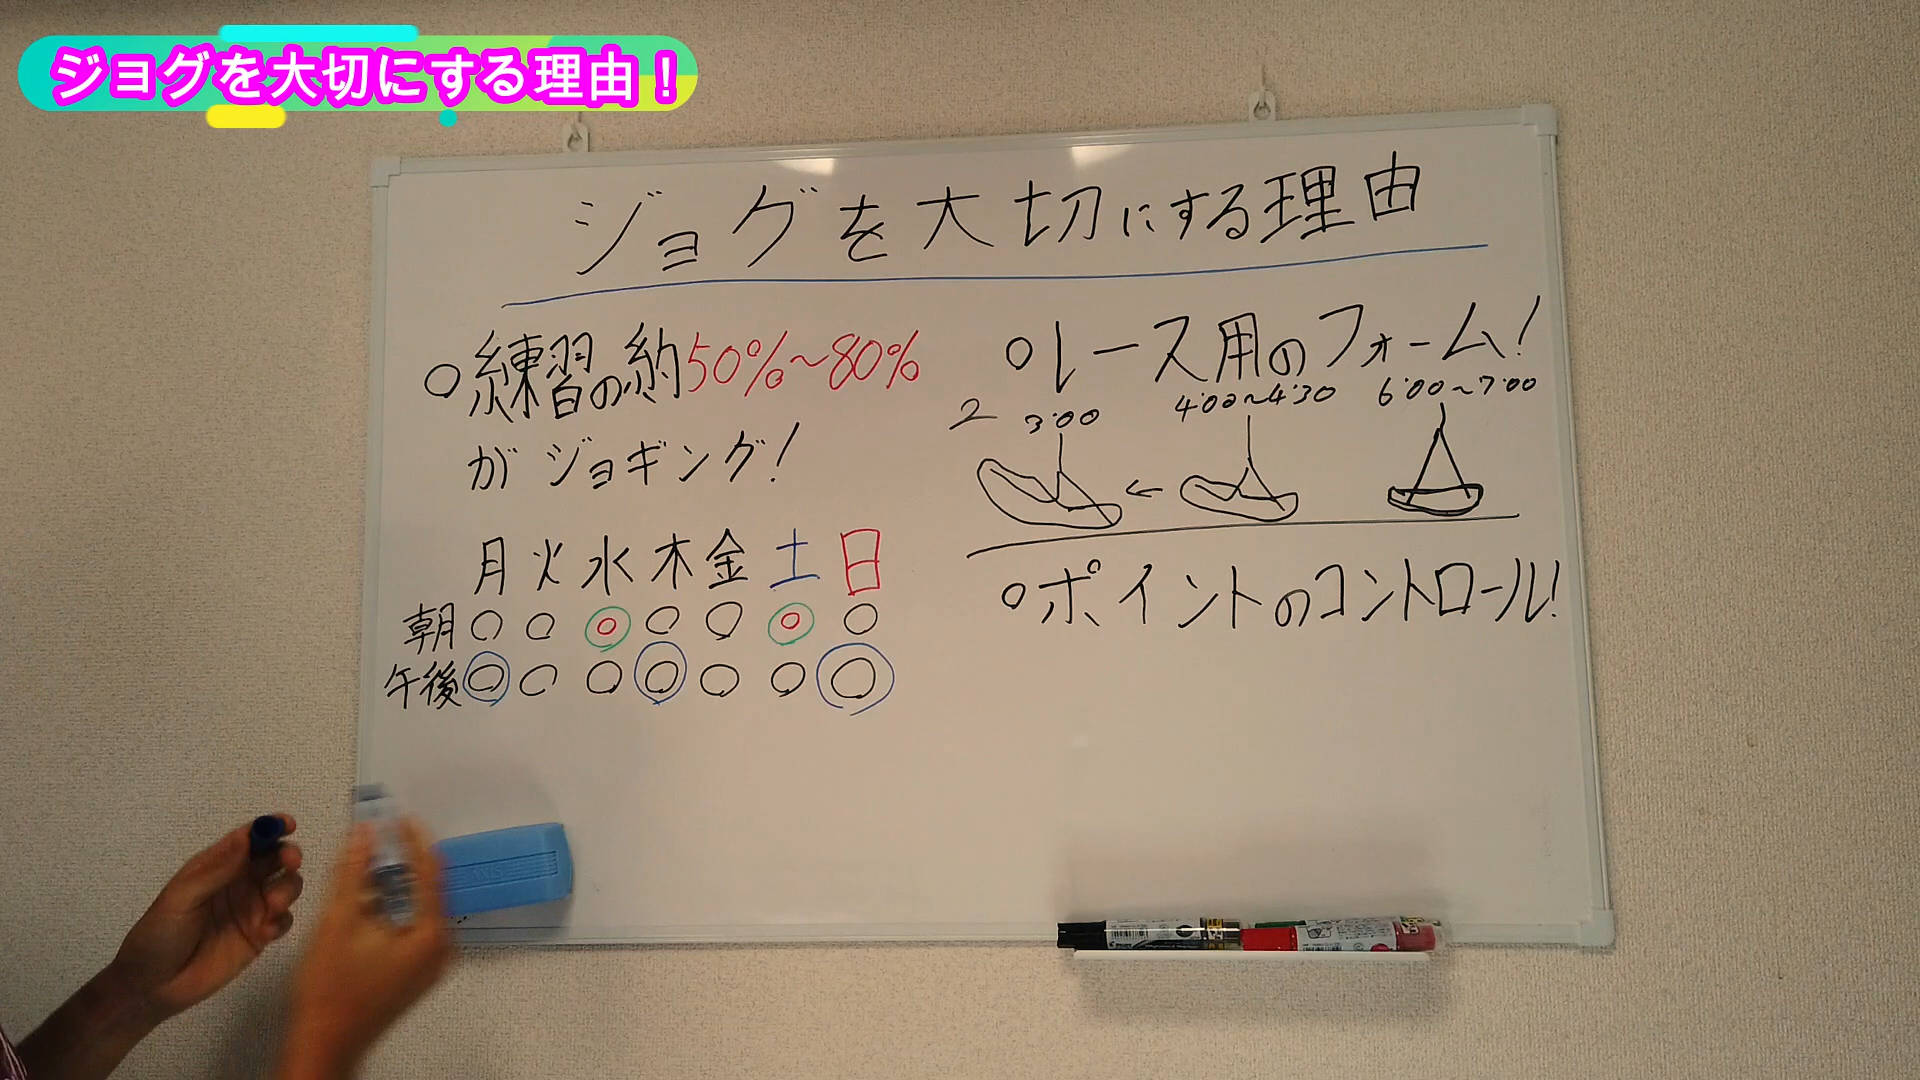 ジョグを大切にする理由！
ジョグを大切にする理由
○練習の約50%～80%
がジョギング！
月 火 水 木 金 土 日
朝 ○ ○ ◎ ○ ○ ◎ ○
午後 ○ ○ ○ ○ ○ ○ ○
○レース用のフォーム！
2 3:00 4:00～4:30 6:00～7:00
←
○ポイントのコントロール！